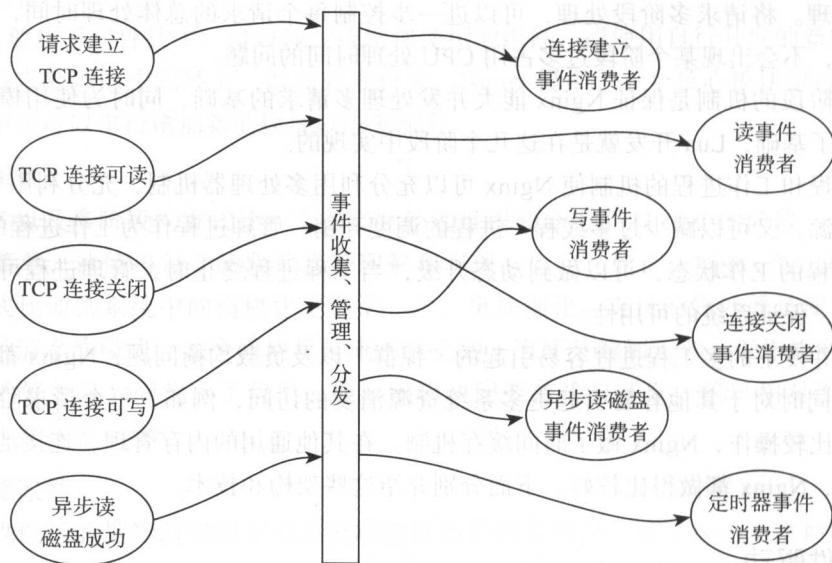 请求建立
TCP 连接
TCP 连接可读
TCP 连接关闭
TCP 连接可写
异步读
磁盘成功
事件收集、管理、分发
连接建立
事件消费者
读事件
消费者
写事件
消费者
连接关闭
事件消费者
异步读磁盘
事件消费者
定时器事件
消费者